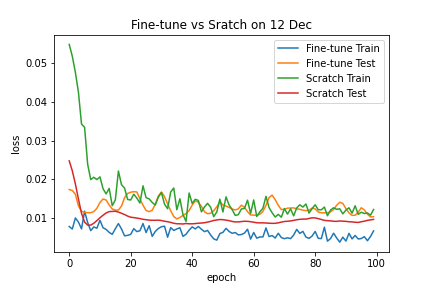 Fine-tune vs Sratch on 12 Dec
Fine-tune Train
Fine-tune Test
Scratch Train
Scratch Test
0.05
0.04
0.03
0.02
0.01
loss
0 20 40 60 80 100
epoch